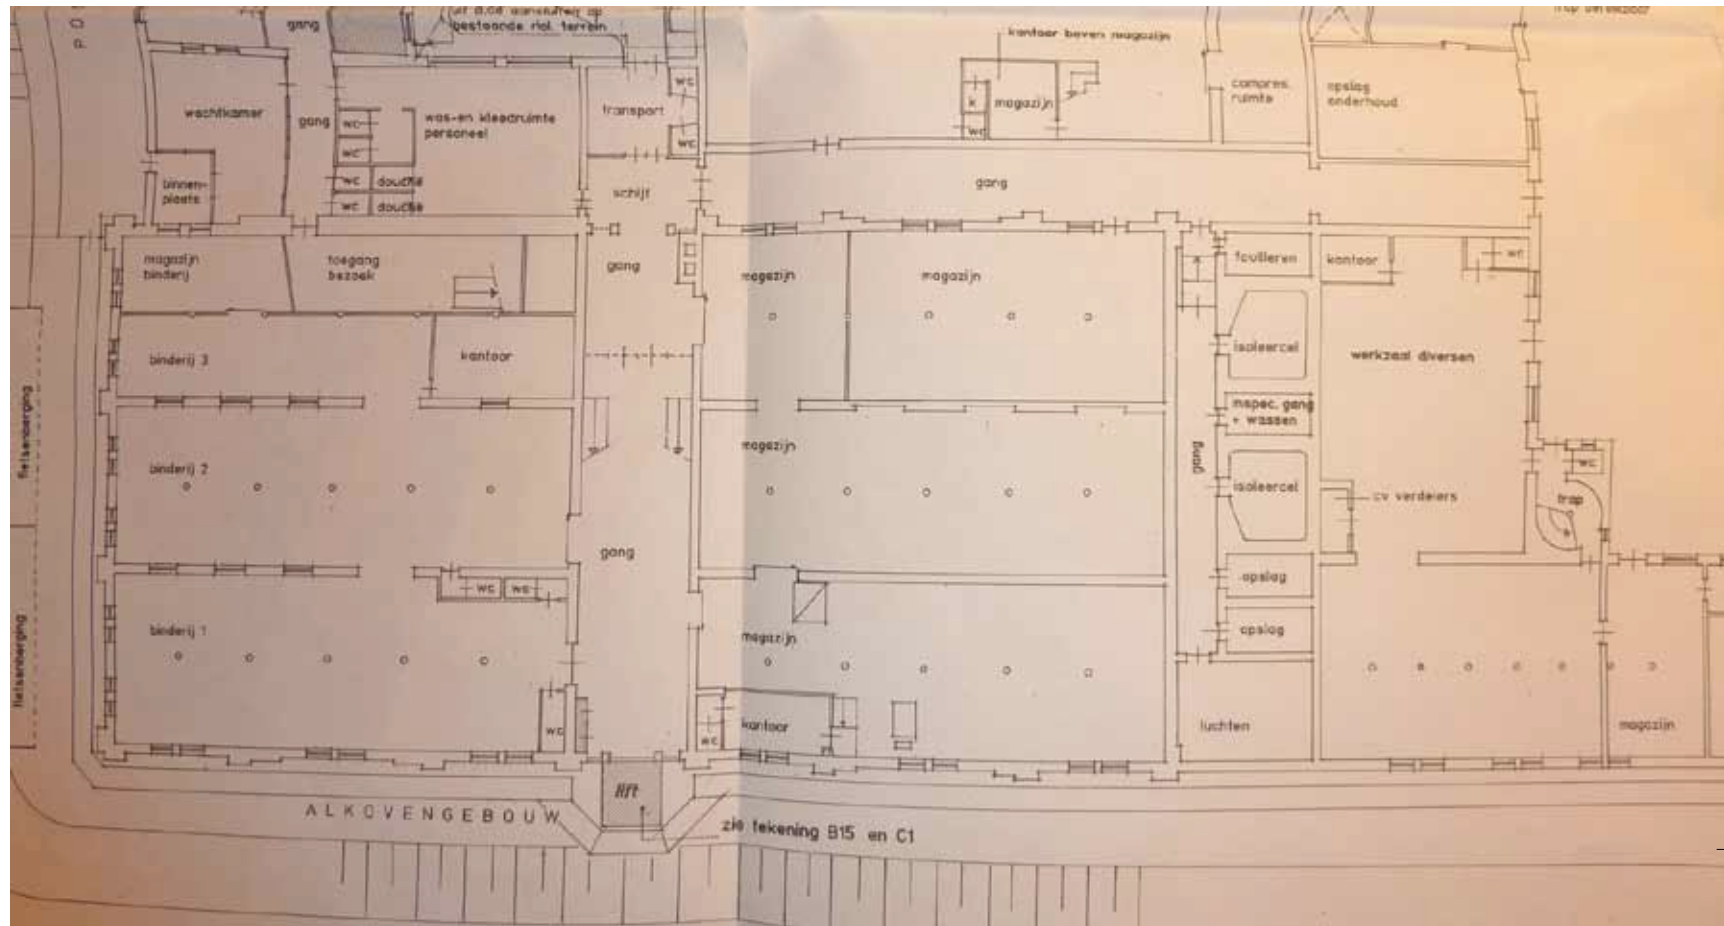 gang
bestaande riol. terrein
kantoor boven magazijn
wachtkamer
gang
wc
wc
wc
douche
wc
douche
was-en kleedruimte
personeel
transport
wc
wc
k
wc
magazijn
compres.
ruimte
opslag
onderhoud
binnen-
plaats
schijt
gang
magazijn
binderij
toegang
bezoek
gang
magazijn
magazijn
fouilleren
kantoor
wc
binderij 3
kantoor
isoleercel
werkzaal diversen
fietsenberging
inspec. gang
+ wassen
binderij 2
magazijn
gang
isoleercel
cv verdelers
wc
trap
gang
wc
wc
opslag
fietsenberging
binderij 1
magazijn
opslag
wc
wc
kantoor
luchten
magazijn
lift
ALKOVENGEBOUW
zie tekening B15 en C1